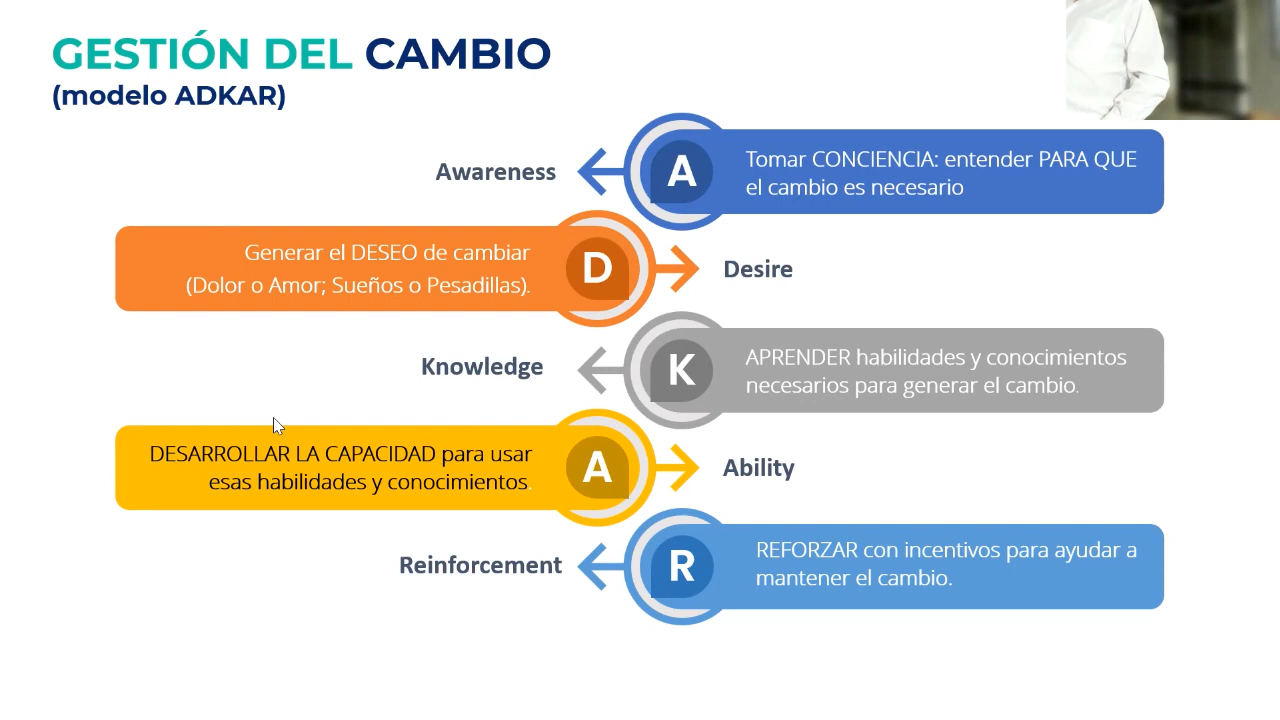 GESTIÓN DEL CAMBIO
(modelo ADKAR)
Awareness
A
Tomar CONCIENCIA: entender PARA QUE
el cambio es necesario
Generar el DESEO de cambiar
(Dolor o Amor; Sueños o Pesadillas).
D
Desire
Knowledge
K
APRENDER habilidades y conocimientos
necesarios para generar el cambio.
DESARROLLAR LA CAPACIDAD para usar
esas habilidades y conocimientos
A
Ability
Reinforcement
R
REFORZAR con incentivos para ayudar a
mantener el cambio.